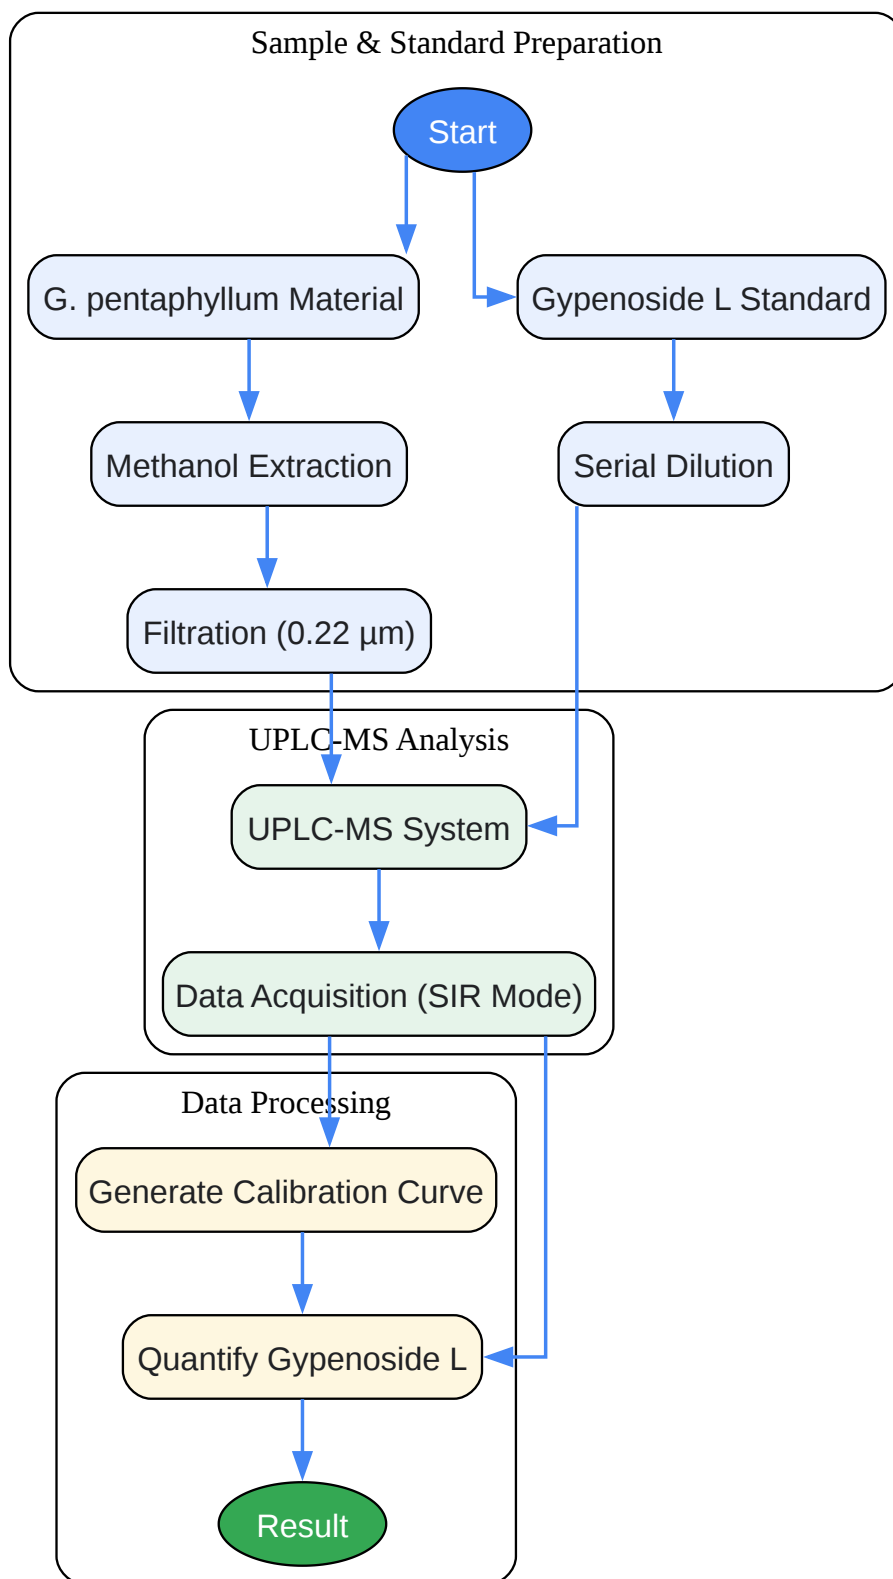 Sample & Standard Preparation
Start
G. pentaphyllum Material
Gypenoside L Standard
Methanol Extraction
Serial Dilution
Filtration (0.22 µm)
UPLC-MS Analysis
UPLC-MS System
Data Acquisition (SIR Mode)
Data Processing
Generate Calibration Curve
Quantify Gypenoside L
Result